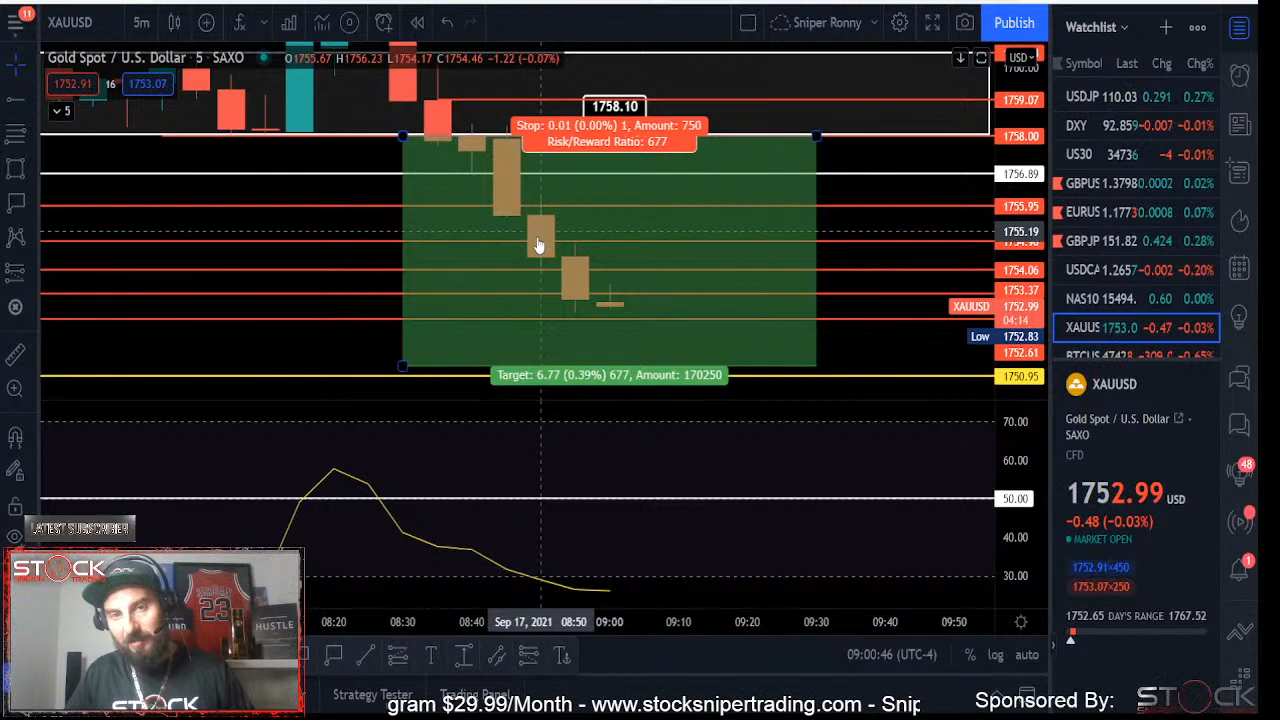 11
XAUUSD
5m
Sniper Ronny
Publish
Watchlist
Gold Spot / U.S. Dollar · 5 · SAXO
O1755.67 H1756.23 L1754.17 C1754.46 −1.22 (−0.07%)
USD
1752.91
16
1753.07
5
1758.10
Stop: 0.01 (0.00%) 1, Amount: 750
Risk/Reward Ratio: 677
Target: 6.77 (0.39%) 677, Amount: 170250
1759.07
1758.00
1756.89
1755.95
1755.19
1754.06
1753.37
XAUUSD 1752.99
04:14
Low 1752.83
1752.61
1750.95
70.00
60.00
50.00
40.00
30.00
Symbol Last Chg Chg%
USDJP 110.03 0.291 0.27%
DXY 92.859 -0.007 -0.01%
US30 34736 -4 -0.01%
GBPUS 1.3798 0.0002 0.02%
EURUS 1.1773 0.0008 0.07%
GBPJP 151.82 0.424 0.28%
USDCA 1.2657 -0.002 -0.20%
NAS10 15494. 0.60 0.00%
XAUUS 1753.0 -0.47 -0.03%
XAUUSD
Gold Spot / U.S. Dollar
SAXO
CFD
1752.99 USD
−0.48 (−0.03%)
MARKET OPEN
1752.91×450
1753.07×250
1752.65 DAY'S RANGE 1767.52
48
1
08:20
08:30
08:40
Sep 17, 2021 08:50
09:00
09:10
09:20
09:30
09:40
09:50
09:00:46 (UTC-4)
% log auto
Strategy Tester
Trading Panel
LATEST SUBSCRIBER
STOCK
23
HUSTLE
gram $29.99/Month - www.stocksnipertrading.com - Snip
Sponsored By:
STOCK